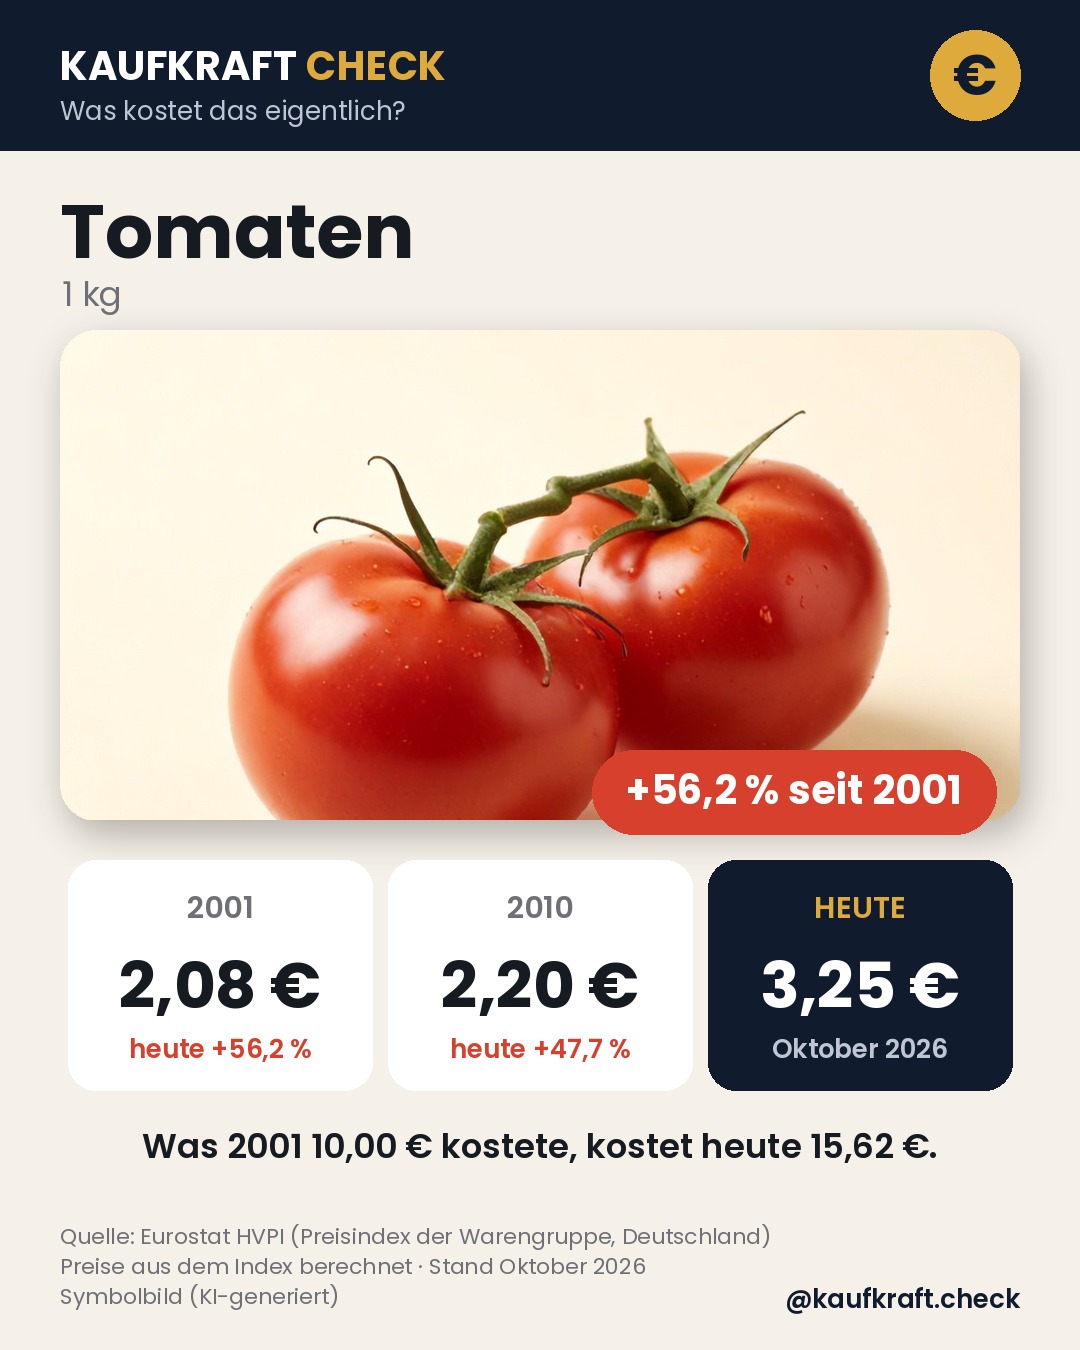 KAUFKRAFT CHECK
Was kostet das eigentlich?
€
Tomaten
1 kg
+56,2 % seit 2001
2001
2,08 €
heute +56,2 %
2010
2,20 €
heute +47,7 %
HEUTE
3,25 €
Oktober 2026
Was 2001 10,00 € kostete, kostet heute 15,62 €.
Quelle: Eurostat HVPI (Preisindex der Warengruppe, Deutschland)
Preise aus dem Index berechnet · Stand Oktober 2026
Symbolbild (KI-generiert)
@kaufkraft.check